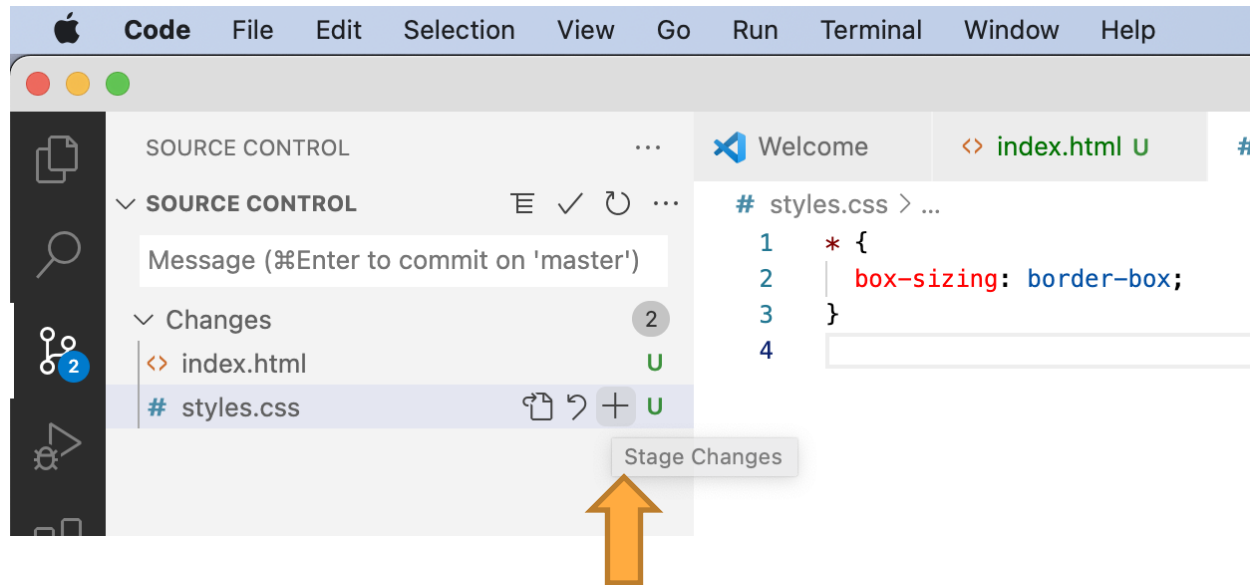 Code File Edit Selection View Go Run Terminal Window Help
SOURCE CONTROL ···
SOURCE CONTROL ···
Message (⌘Enter to commit on 'master')
Changes 2
<> index.html U
# styles.css U
Stage Changes
2
Welcome <> index.html U #
# styles.css > ...
1 * {
2 box-sizing: border-box;
3 }
4